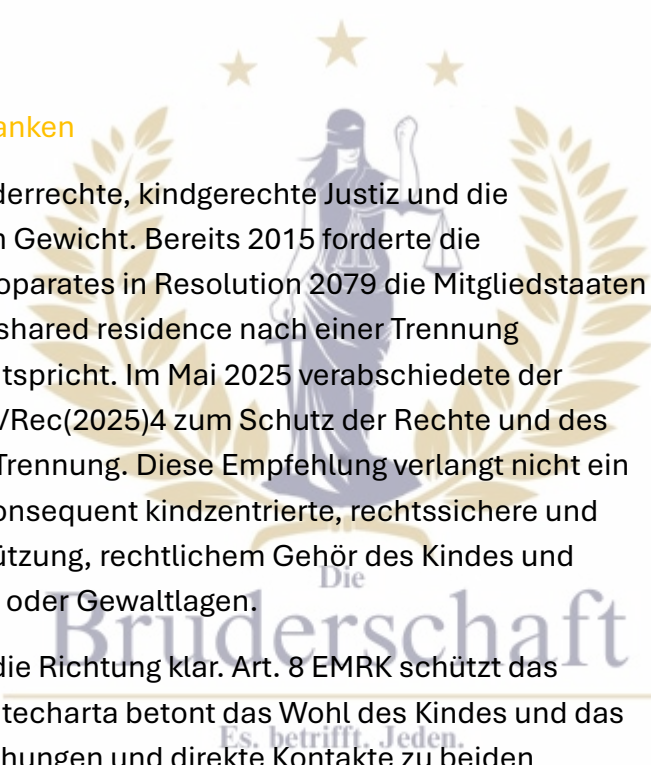 anken
derrechte, kindgerechte Justiz und die
n Gewicht. Bereits 2015 forderte die
oparates in Resolution 2079 die Mitgliedstaaten
shared residence nach einer Trennung
tspricht. Im Mai 2025 verabschiedete der
/Rec(2025)4 zum Schutz der Rechte und des
Trennung. Diese Empfehlung verlangt nicht ein
onsequent kindzentrierte, rechtssichere und
ützung, rechtlichem Gehör des Kindes und
Die
oder Gewaltlagen.
Bruderschaft
die Richtung klar. Art. 8 EMRK schützt das
techarta betont das Wohl des Kindes und das
Es. betrifft. Jeden.
hungen und direkte Kontakte zu beiden